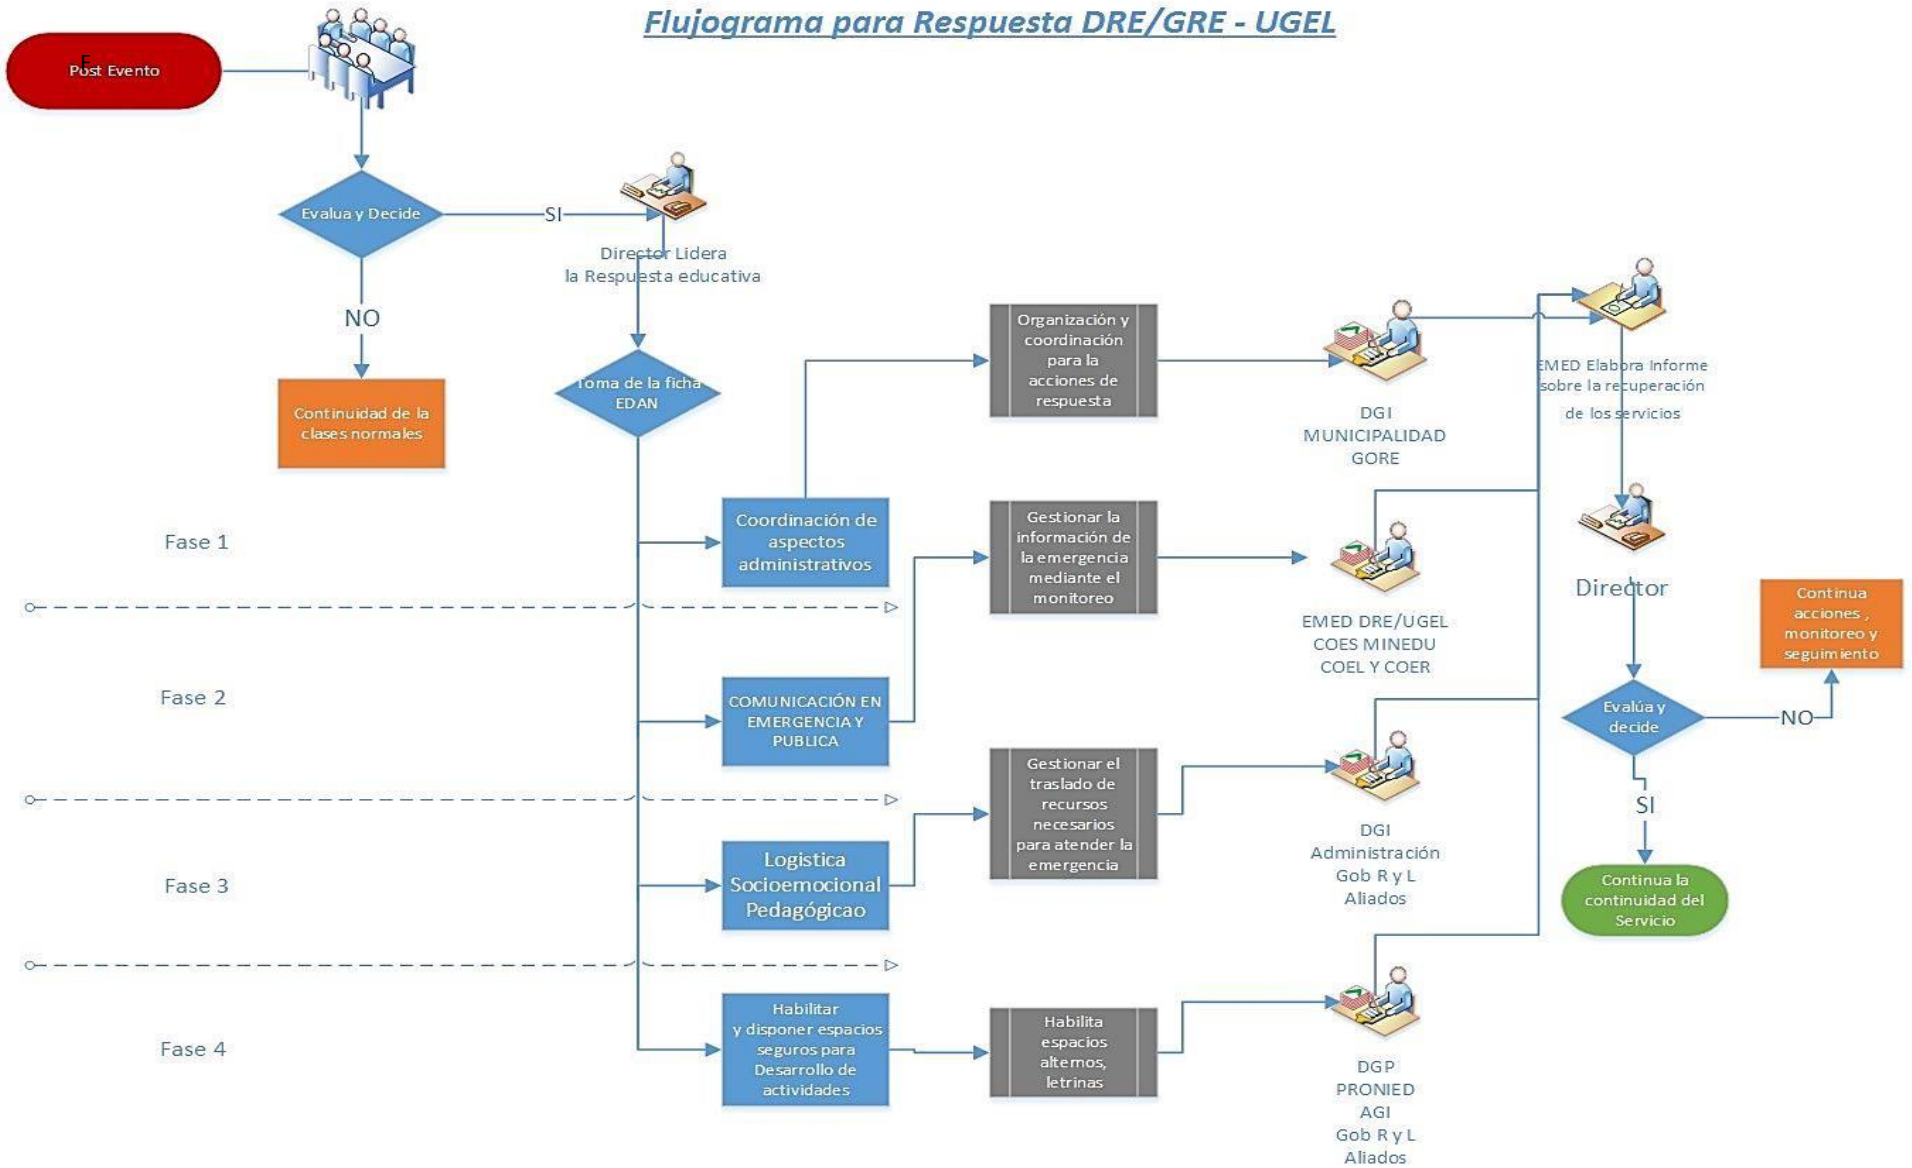 Flujograma para Respuesta DRE/GRE - UGEL
E
Post Evento
Evalua y Decide
SI
Director Lidera
la Respuesta educativa
NO
Continuidad de la
clases normales
Toma de la ficha
EDAN
Organización y
coordinación
para la
acciones de
respuesta
DGI
MUNICIPALIDAD
GORE
EMED Elabora Informe
sobre la recuperación
de los servicios
Fase 1
Coordinación de
aspectos
administrativos
Gestionar la
información de
la emergencia
mediante el
monitoreo
EMED DRE/UGEL
COES MINEDU
COEL Y COER
Director
Continua
acciones ,
monitoreo y
seguimiento
Fase 2
COMUNICACIÓN EN
EMERGENCIA Y
PUBLICA
Evalúa y
decide
NO
SI
Fase 3
Logistica
Socioemocional
Pedagógicao
Gestionar el
traslado de
recursos
necesarios
para atender la
emergencia
DGI
Administración
Gob R y L
Aliados
Continua la
continuidad del
Servicio
Fase 4
Habilitar
y disponer espacios
seguros para
Desarrollo de
actividades
Habilita
espacios
alternos,
letrinas
DGP
PRONIED
AGI
Gob R y L
Aliados